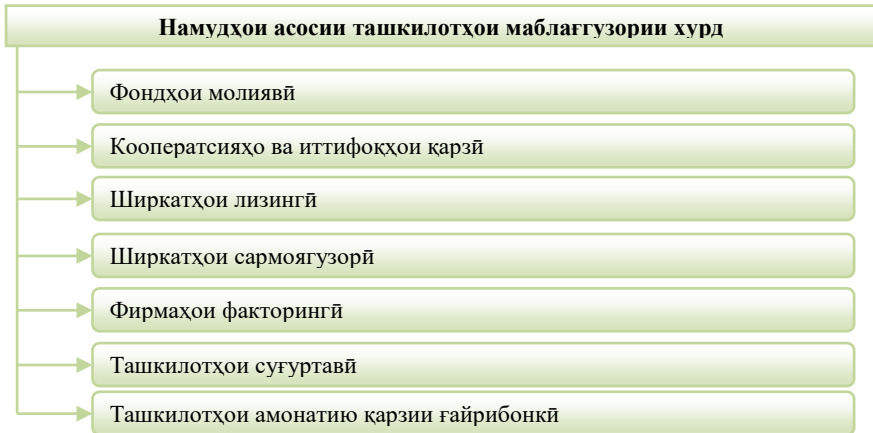 Намудҳои асосии ташкилотҳои маблағгузории хурд
Фондҳои молиявӣ
Кооператсияҳо ва иттифоқҳои қарзӣ
Ширкатҳои лизингӣ
Ширкатҳои сармоягузорӣ
Фирмаҳои факторингӣ
Ташкилотҳои суғуртавӣ
Ташкилотҳои амонатию қарзии ғайрибонкӣ